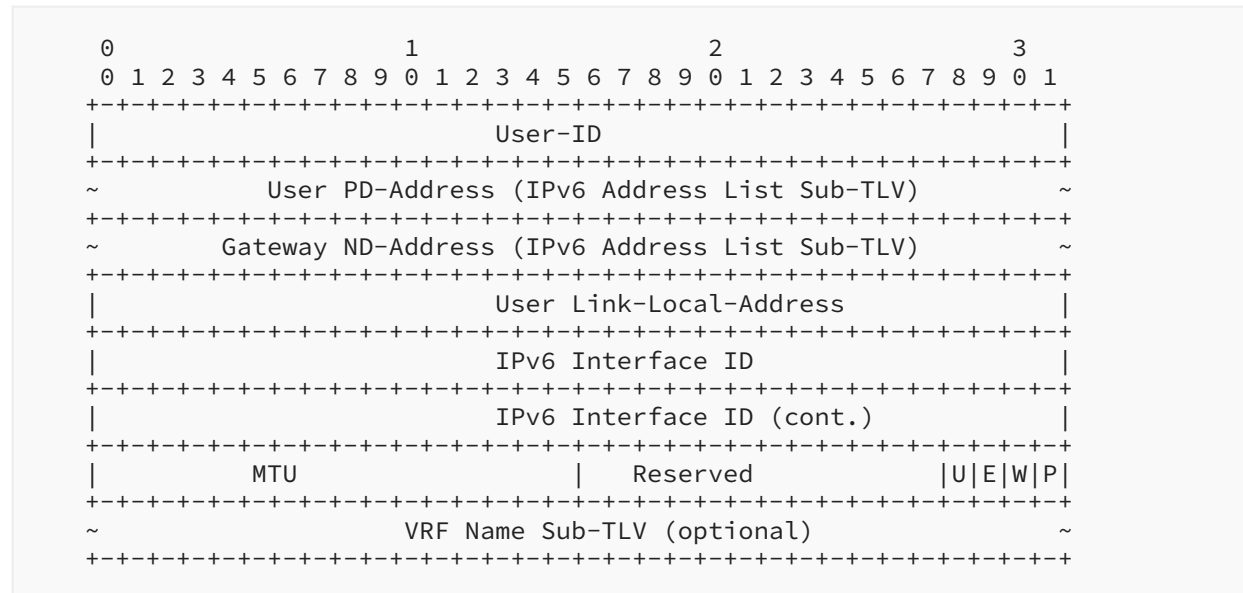 0                   1                   2                   3
 0 1 2 3 4 5 6 7 8 9 0 1 2 3 4 5 6 7 8 9 0 1 2 3 4 5 6 7 8 9 0 1
+-+-+-+-+-+-+-+-+-+-+-+-+-+-+-+-+-+-+-+-+-+-+-+-+-+-+-+-+-+-+-+-+
|                          User-ID                              |
+-+-+-+-+-+-+-+-+-+-+-+-+-+-+-+-+-+-+-+-+-+-+-+-+-+-+-+-+-+-+-+-+
~           User PD-Address (IPv6 Address List Sub-TLV)         ~
+-+-+-+-+-+-+-+-+-+-+-+-+-+-+-+-+-+-+-+-+-+-+-+-+-+-+-+-+-+-+-+-+
~        Gateway ND-Address (IPv6 Address List Sub-TLV)         ~
+-+-+-+-+-+-+-+-+-+-+-+-+-+-+-+-+-+-+-+-+-+-+-+-+-+-+-+-+-+-+-+-+
|                          User Link-Local-Address              |
+-+-+-+-+-+-+-+-+-+-+-+-+-+-+-+-+-+-+-+-+-+-+-+-+-+-+-+-+-+-+-+-+
|                          IPv6 Interface ID                    |
+-+-+-+-+-+-+-+-+-+-+-+-+-+-+-+-+-+-+-+-+-+-+-+-+-+-+-+-+-+-+-+-+
|                          IPv6 Interface ID (cont.)            |
+-+-+-+-+-+-+-+-+-+-+-+-+-+-+-+-+-+-+-+-+-+-+-+-+-+-+-+-+-+-+-+-+
|          MTU                  |   Reserved            |U|E|W|P|
+-+-+-+-+-+-+-+-+-+-+-+-+-+-+-+-+-+-+-+-+-+-+-+-+-+-+-+-+-+-+-+-+
~                    VRF Name Sub-TLV (optional)                ~
+-+-+-+-+-+-+-+-+-+-+-+-+-+-+-+-+-+-+-+-+-+-+-+-+-+-+-+-+-+-+-+-+